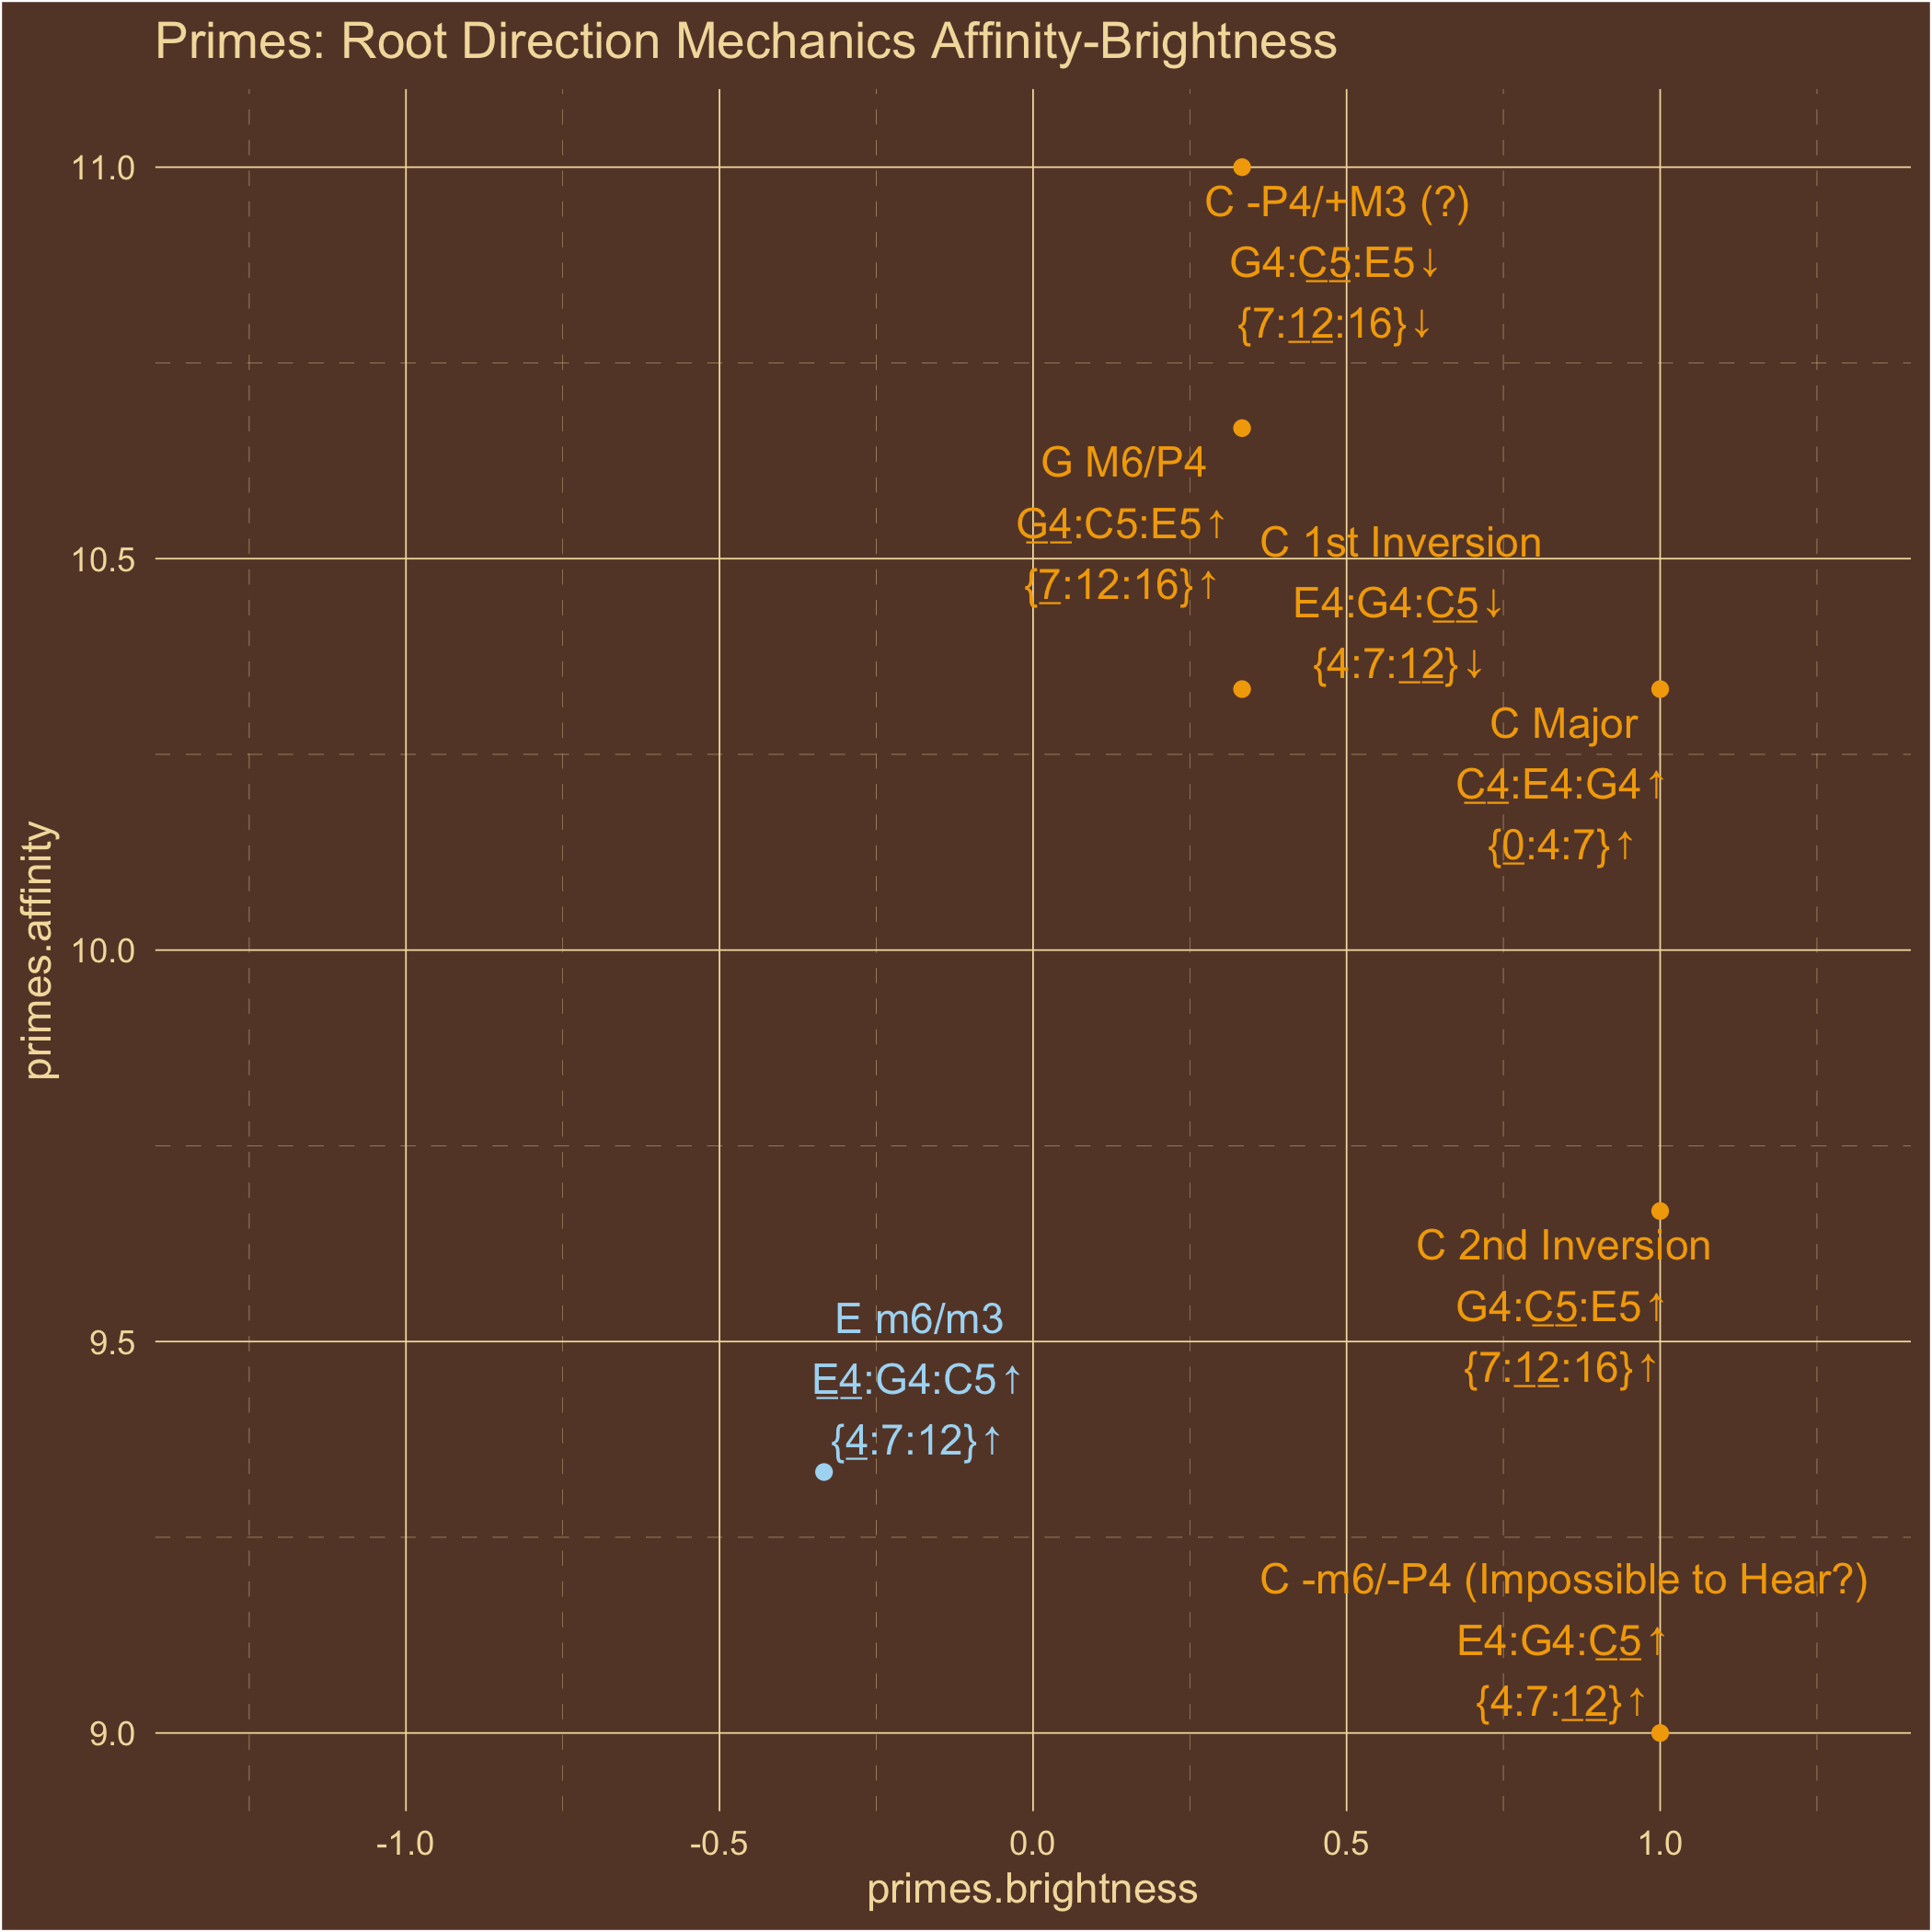 Primes: Root Direction Mechanics Affinity-Brightness
11.0
C -P4/+M3 (?)
G4:C5:E5↓
{7:12:16}↓
G M6/P4
G4:C5:E5↑
{7:12:16}↑
10.5
C 1st Inversion
E4:G4:C5↓
{4:7:12}↓
C Major
C4:E4:G4↑
{0:4:7}↑
10.0
primes.affinity
C 2nd Inversion
G4:C5:E5↑
{7:12:16}↑
9.5
E m6/m3
E4:G4:C5↑
{4:7:12}↑
C -m6/-P4 (Impossible to Hear?)
E4:G4:C5↑
{4:7:12}↑
9.0
-1.0 -0.5 0.0 0.5 1.0
primes.brightness